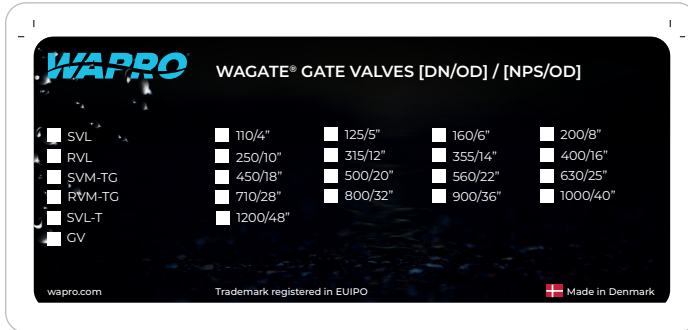 WAPRO
WAGATE® GATE VALVES [DN/OD] / [NPS/OD]
SVL
RVL
SVM-TG
RVM-TG
SVL-T
GV
110/4” 125/5” 160/6” 200/8”
250/10” 315/12” 355/14” 400/16”
450/18” 500/20” 560/22” 630/25”
710/28” 800/32” 900/36” 1000/40”
1200/48”
wapro.com Trademark registered in EUIPO Made in Denmark